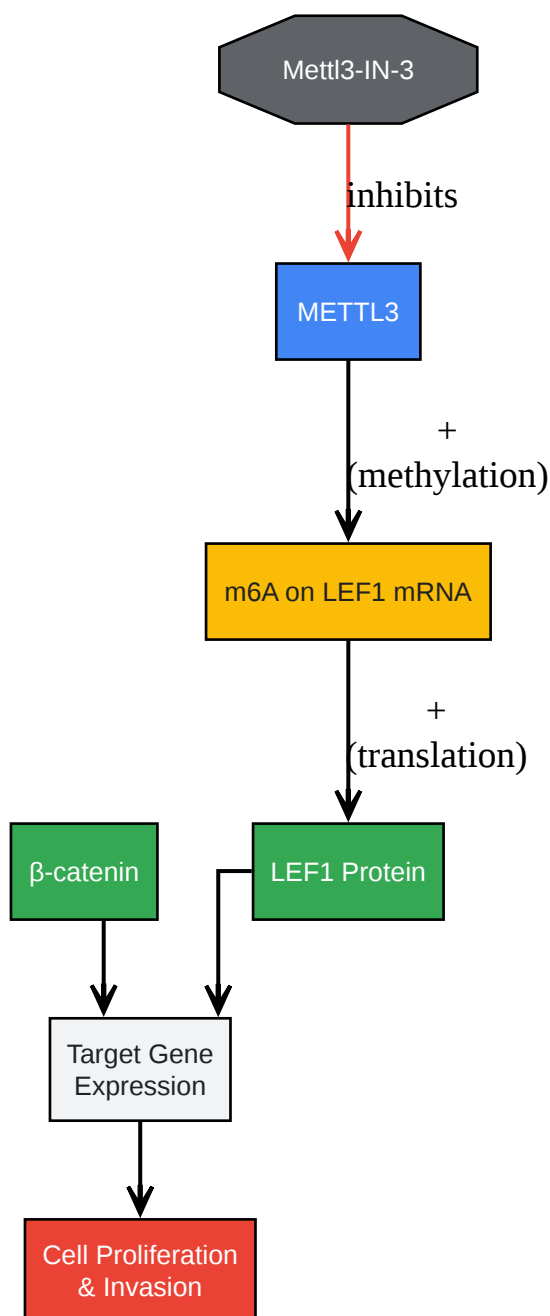 Mettl3-IN-3
inhibits
METTL3
+
(methylation)
m6A on LEF1 mRNA
+
(translation)
β-catenin
LEF1 Protein
Target Gene
Expression
Cell Proliferation
& Invasion